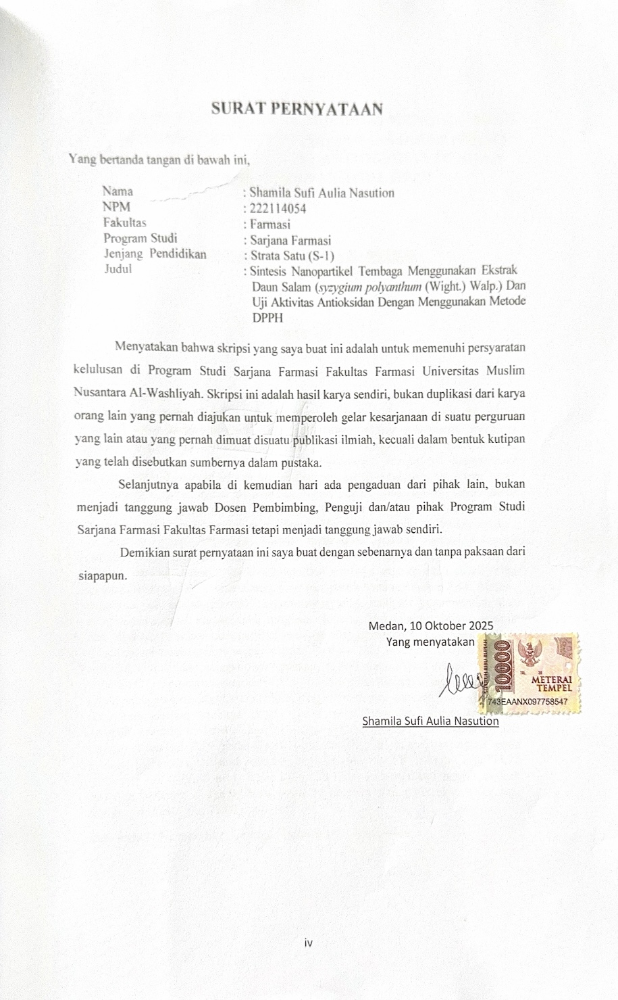 SURAT PERNYATAAN
Yang bertanda tangan di bawah ini,
Nama : Shamila Sufi Aulia Nasution
NPM : 222114054
Fakultas : Farmasi
Program Studi : Sarjana Farmasi
Jenjang Pendidikan : Strata Satu (S-1)
Judul : Sintesis Nanopartikel Tembaga Menggunakan Ekstrak
Daun Salam (syzygium polyanthum (Wight.) Walp.) Dan
Uji Aktivitas Antioksidan Dengan Menggunakan Metode
DPPH
Menyatakan bahwa skripsi yang saya buat ini adalah untuk memenuhi persyaratan
kelulusan di Program Studi Sarjana Farmasi Fakultas Farmasi Universitas Muslim
Nusantara Al-Washliyah. Skripsi ini adalah hasil karya sendiri, bukan duplikasi dari karya
orang lain yang pernah diajukan untuk memperoleh gelar kesarjanaan di suatu perguruan
yang lain atau yang pernah dimuat disuatu publikasi ilmiah, kecuali dalam bentuk kutipan
yang telah disebutkan sumbernya dalam pustaka.
Selanjutnya apabila di kemudian hari ada pengaduan dari pihak lain, bukan
menjadi tanggung jawab Dosen Pembimbing, Penguji dan/atau pihak Program Studi
Sarjana Farmasi Fakultas Farmasi tetapi menjadi tanggung jawab sendiri.
Demikian surat pernyataan ini saya buat dengan sebenarnya dan tanpa paksaan dari
siapapun.
Medan, 10 Oktober 2025
Yang menyatakan
SEPULUH RIBU RUPIAH
10000
TGL. 20
METERAI
TEMPEL
743EAANX097758547
Shamila Sufi Aulia Nasution
iv